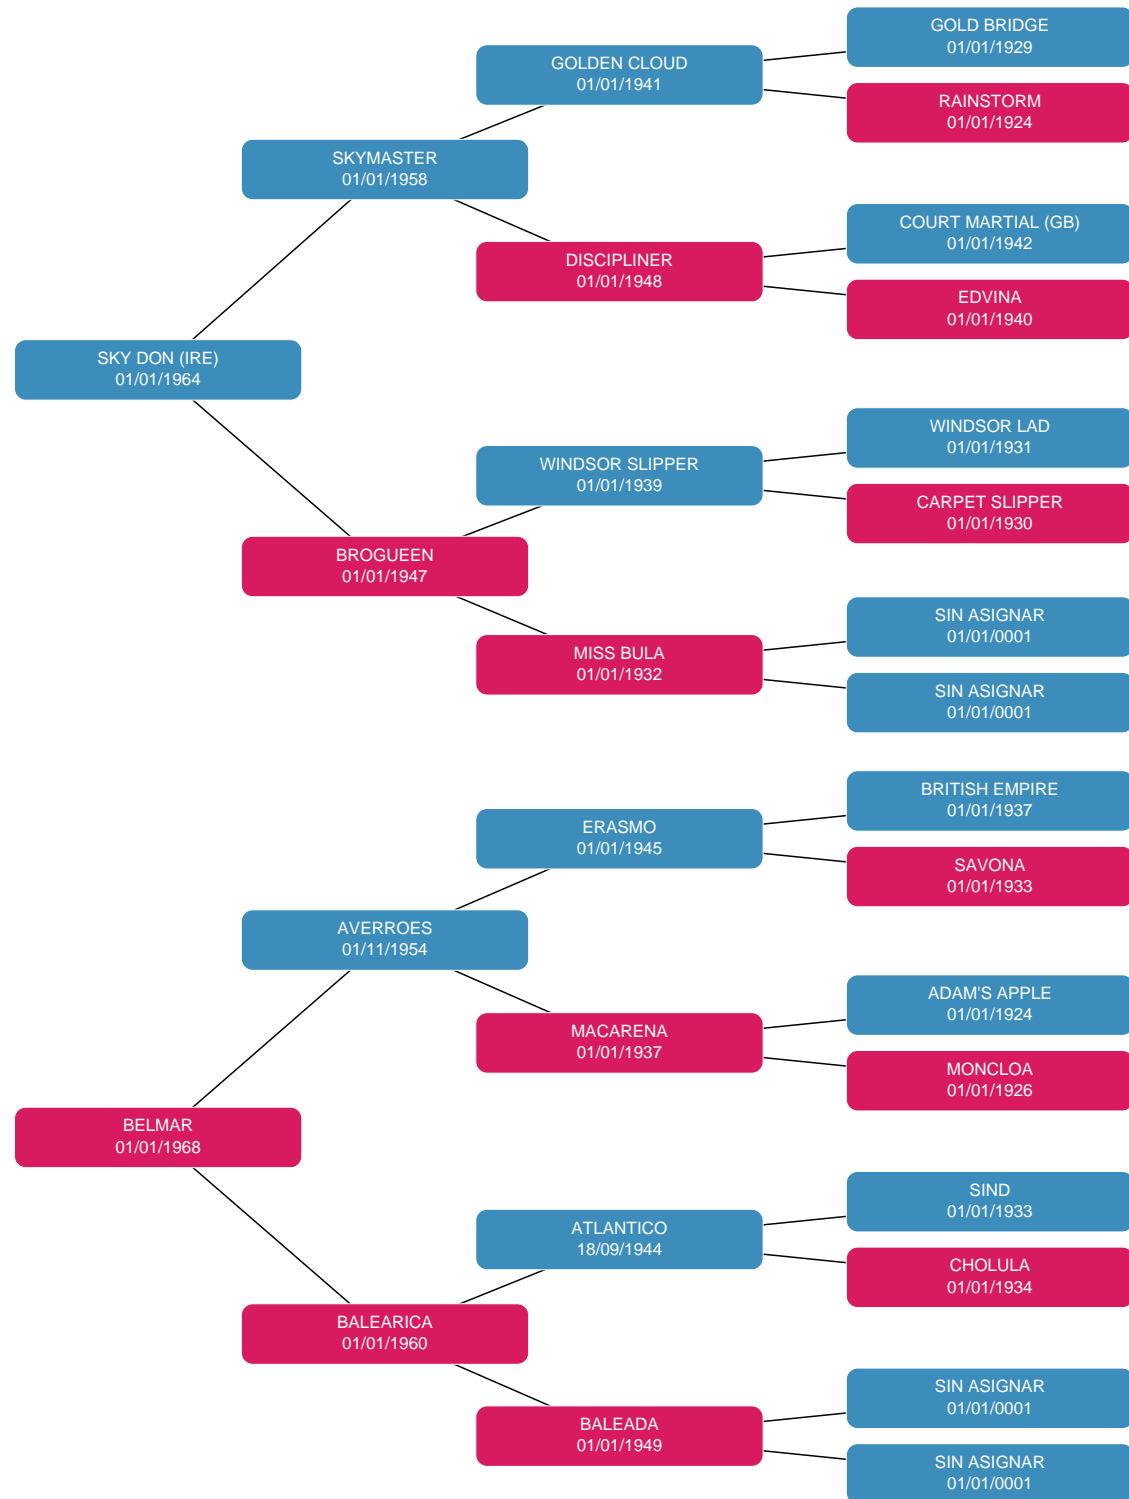 GOLD BRIDGE
01/01/1929
GOLDEN CLOUD
01/01/1941
RAINSTORM
01/01/1924
SKYMASTER
01/01/1958
COURT MARTIAL (GB)
01/01/1942
DISCIPLINER
01/01/1948
EDVINA
01/01/1940
SKY DON (IRE)
01/01/1964
WINDSOR LAD
01/01/1931
WINDSOR SLIPPER
01/01/1939
CARPET SLIPPER
01/01/1930
BROGUEEN
01/01/1947
SIN ASIGNAR
01/01/0001
MISS BULA
01/01/1932
SIN ASIGNAR
01/01/0001
BRITISH EMPIRE
01/01/1937
ERASMO
01/01/1945
SAVONA
01/01/1933
AVERROES
01/11/1954
ADAM'S APPLE
01/01/1924
MACARENA
01/01/1937
MONCLOA
01/01/1926
BELMAR
01/01/1968
SIND
01/01/1933
ATLANTICO
18/09/1944
CHOLULA
01/01/1934
BALEARICA
01/01/1960
SIN ASIGNAR
01/01/0001
BALEADA
01/01/1949
SIN ASIGNAR
01/01/0001